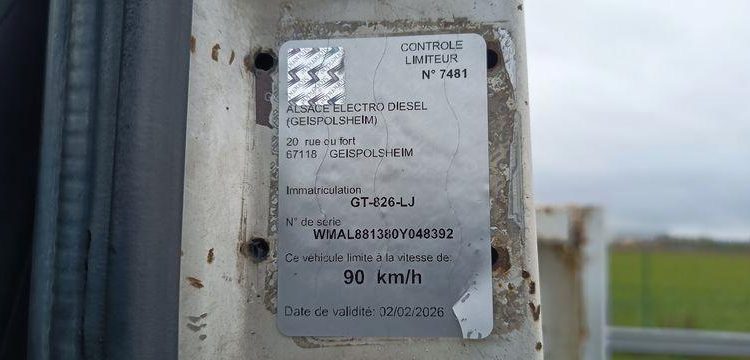 CONTROLE
LIMITEUR
N° 7481
ALSACE ELECTRO DIESEL
(GEISPOLSHEIM)
20 rue du fort
67118 GEISPOLSHEIM
Immatriculation
GT-826-LJ
N° de série
WMAL881380Y048392
Ce véhicule limité à la vitesse de:
90 km/h
Date de validité: 02/02/2026